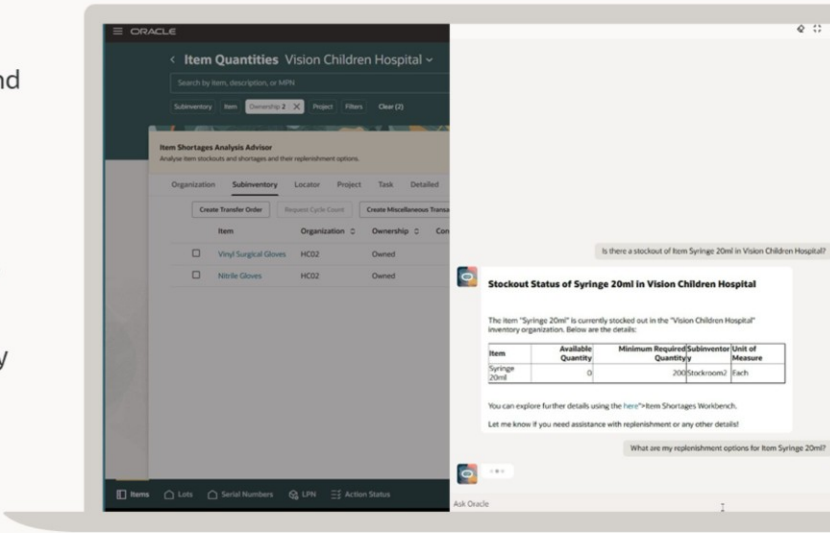 nd
y
ORACLE
Item Quantities Vision Children Hospital
Search by item, description, or MPN
Subinventory Item Ownership 2 X Project Filters Clear (2)
Item Shortages Analysis Advisor
Analyse item stockouts and shortages and their replenishment options.
Organization Subinventory Locator Project Task Detailed
Create Transfer Order Request Cycle Count Create Miscellaneous Transa
Item Organization Ownership Con
Vinyl Surgical Gloves HC02 Owned
Nitrile Gloves HC02 Owned
Items Lots Serial Numbers LPN Action Status
Is there a stockout of Item Syringe 20ml in Vision Children Hospital?
Stockout Status of Syringe 20ml in Vision Children Hospital
The item "Syringe 20ml" is currently stocked out in the "Vision Children Hospital"
inventory organization. Below are the details:
Item Available Minimum Required Subinventor Unit of
Quantity Quantity y Measure
Syringe 0 200 Stockroom2 Each
20ml
You can explore further details using the here">Item Shortages Workbench.
Let me know if you need assistance with replenishment or any other details!
What are my replenishment options for Item Syringe 20ml?
Ask Oracle